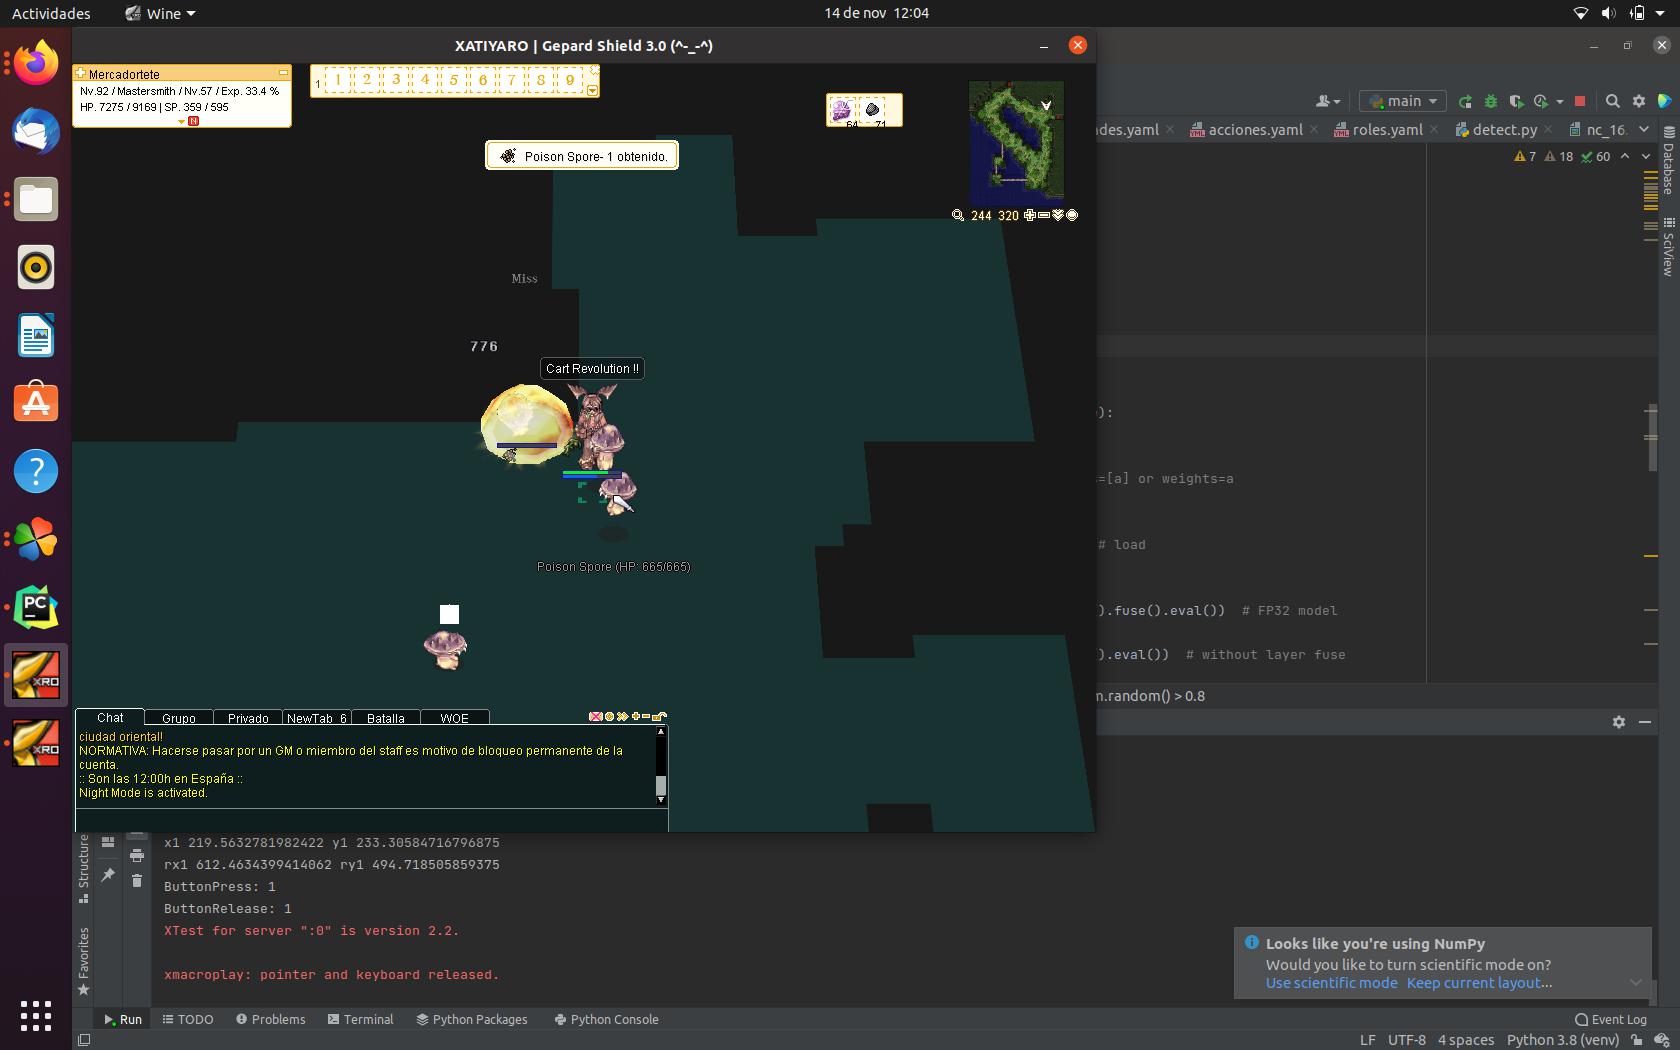 Actividades
Wine
14 de nov 12:04
XATIYARO | Gepard Shield 3.0 (^-_-^)
Mercadortete
Nv.92 / Mastersmith / Nv.57 / Exp. 33.4 %
HP. 7275 / 9169 | SP. 359 / 595
N
1 1 2 3 4 5 6 7 8 9
64 71
Poison Spore- 1 obtenido.
244 320
Miss
776
Cart Revolution !!
Poison Spore (HP: 665/665)
Chat Grupo Privado NewTab_6 Batalla WOE
ciudad oriental!
NORMATIVA: Hacerse pasar por un GM o miembro del staff es motivo de bloqueo permanente de la
cuenta.
:: Son las 12:00h en España ::
Night Mode is activated.
main
des.yaml acciones.yaml roles.yaml detect.py nc_16.
7 18 60
Database
SciView
):
=[a] or weights=a
# load
).fuse().eval()) # FP32 model
).eval()) # without layer fuse
m.random() > 0.8
PC
XRO
XRO
Structure
Favorites
x1 219.5632781982422 y1 233.30584716796875
rx1 612.4634399414062 ry1 494.718505859375
ButtonPress: 1
ButtonRelease: 1
XTest for server ":0" is version 2.2.
xmacroplay: pointer and keyboard released.
Looks like you're using NumPy
Would you like to turn scientific mode on?
Use scientific mode Keep current layout...
Run TODO Problems Terminal Python Packages Python Console
Event Log
LF UTF-8 4 spaces Python 3.8 (venv)